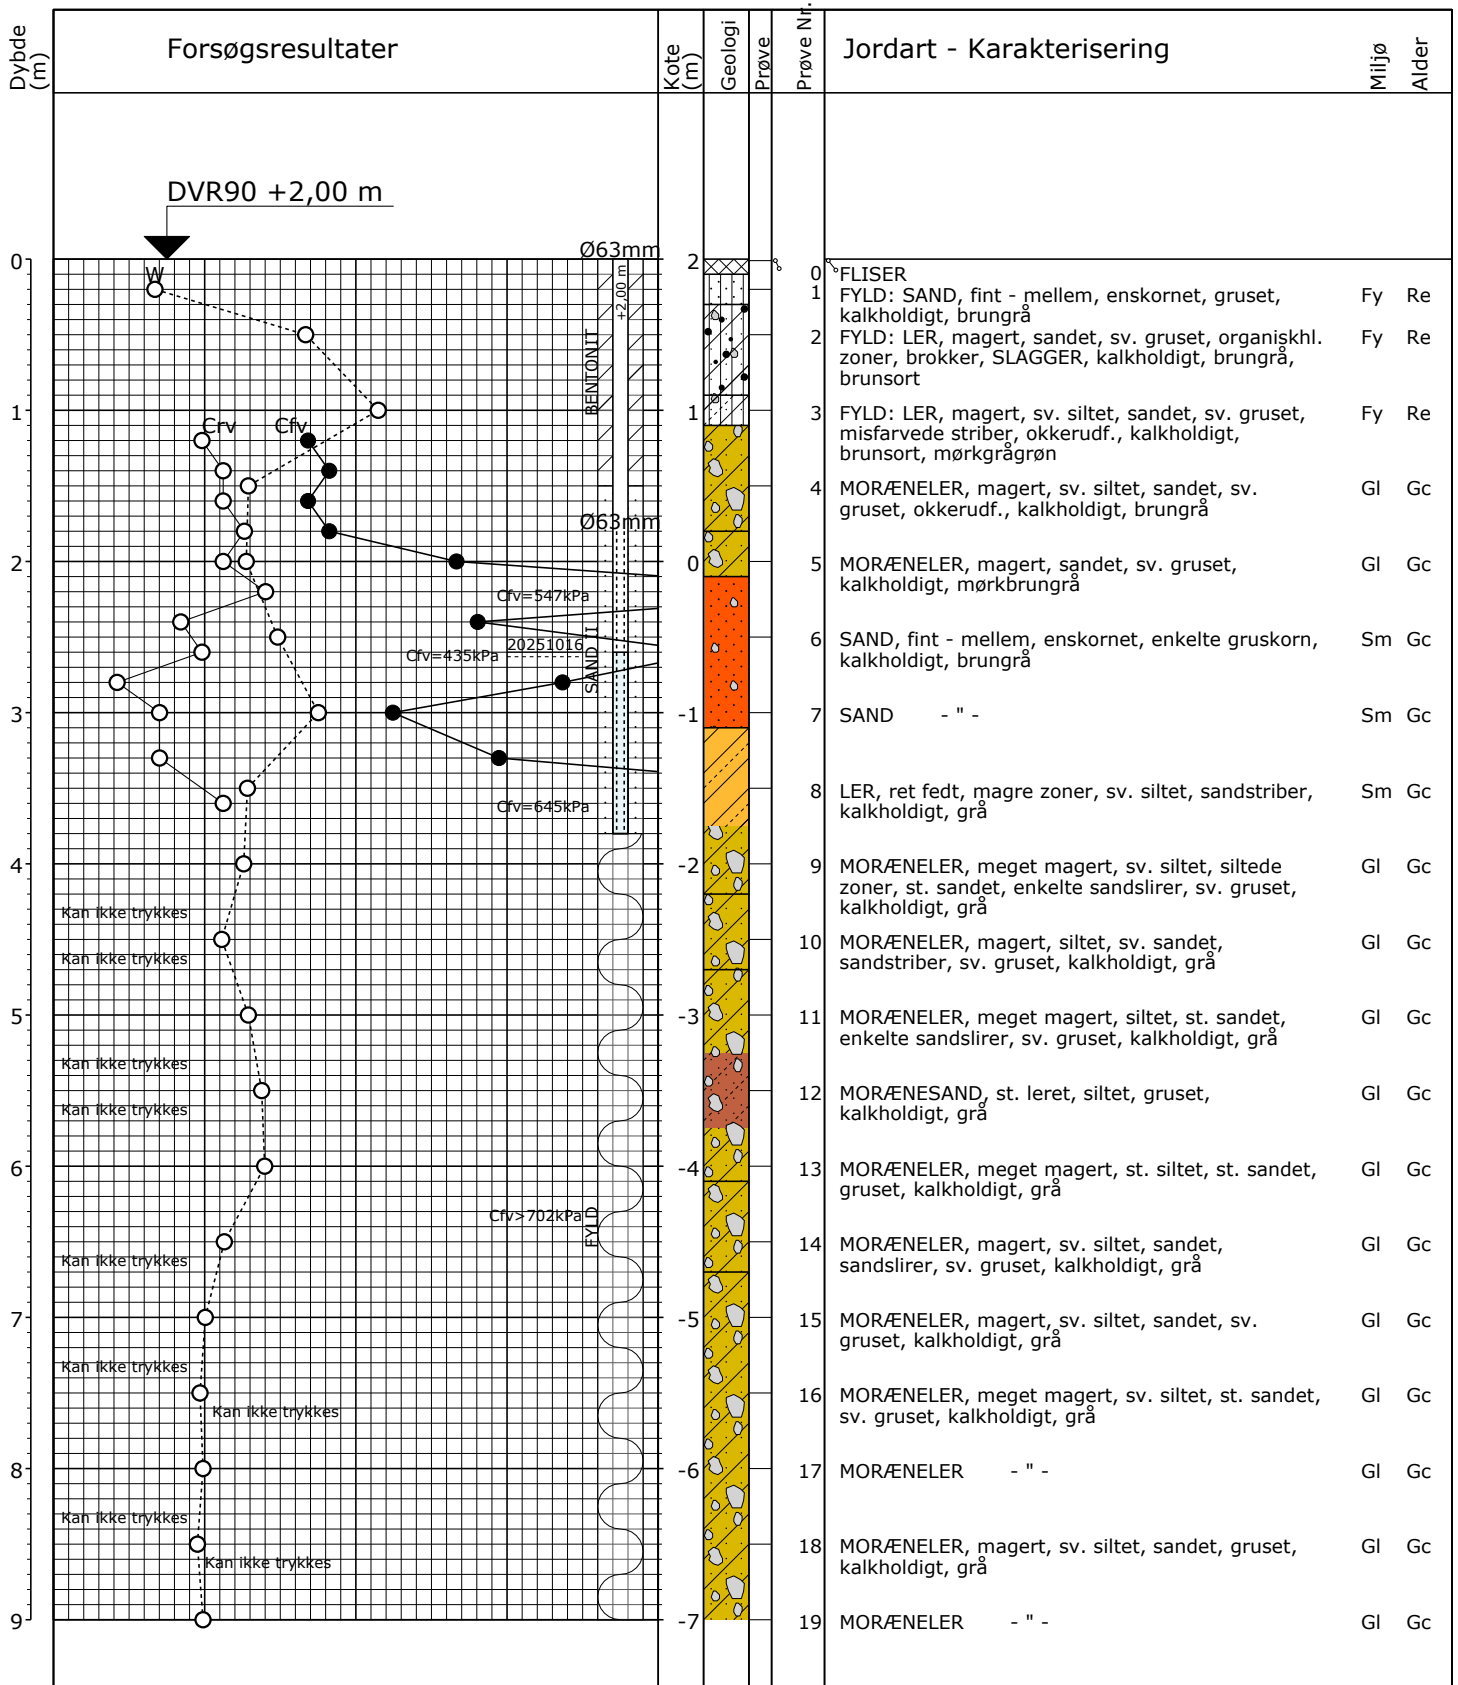 Dybde
(m)
Forsøgsresultater
Kote
(m)
Geologi
Prøve
Prøve Nr.
Jordart - Karakterisering
Miljø
Alder
DVR90 +2,00 m
Ø63mm
0
W
+2,00 m
2
0 FLISER
1 FYLD: SAND, fint - mellem, enskornet, gruset, Fy Re
kalkholdigt, brungrå
2 FYLD: LER, magert, sandet, sv. gruset, organiskhl. Fy Re
zoner, brokker, SLAGGER, kalkholdigt, brungrå,
brunsort
BENTONIT
1
1
3 FYLD: LER, magert, sv. siltet, sandet, sv. gruset, Fy Re
misfarvede striber, okkerudf., kalkholdigt,
brunsort, mørkgrågrøn
Crv
Cfv
4 MORÆNELER, magert, sv. siltet, sandet, sv. Gl Gc
gruset, okkerudf., kalkholdigt, brungrå
Ø63mm
2
0
5 MORÆNELER, magert, sandet, sv. gruset, Gl Gc
kalkholdigt, mørkbrungrå
Cfv=547kPa
20251016
Cfv=435kPa
SAND II
6 SAND, fint - mellem, enskornet, enkelte gruskorn, Sm Gc
kalkholdigt, brungrå
3
-1
7 SAND - " - Sm Gc
Cfv=645kPa
8 LER, ret fedt, magre zoner, sv. siltet, sandstriber, Sm Gc
kalkholdigt, grå
4
-2
9 MORÆNELER, meget magert, sv. siltet, siltede Gl Gc
zoner, st. sandet, enkelte sandslirer, sv. gruset,
kalkholdigt, grå
Kan ikke trykkes
Kan ikke trykkes
10 MORÆNELER, magert, siltet, sv. sandet, Gl Gc
sandstriber, sv. gruset, kalkholdigt, grå
5
-3
11 MORÆNELER, meget magert, siltet, st. sandet, Gl Gc
enkelte sandslirer, sv. gruset, kalkholdigt, grå
Kan ikke trykkes
Kan ikke trykkes
12 MORÆNESAND, st. leret, siltet, gruset, Gl Gc
kalkholdigt, grå
6
-4
13 MORÆNELER, meget magert, st. siltet, st. sandet, Gl Gc
gruset, kalkholdigt, grå
Cfv>702kPa
FYLD
Kan ikke trykkes
14 MORÆNELER, magert, sv. siltet, sandet, Gl Gc
sandslirer, sv. gruset, kalkholdigt, grå
7
-5
15 MORÆNELER, magert, sv. siltet, sandet, sv. Gl Gc
gruset, kalkholdigt, grå
Kan ikke trykkes
Kan ikke trykkes
16 MORÆNELER, meget magert, sv. siltet, st. sandet, Gl Gc
sv. gruset, kalkholdigt, grå
8
-6
17 MORÆNELER - " - Gl Gc
Kan ikke trykkes
Kan ikke trykkes
18 MORÆNELER, magert, sv. siltet, sandet, gruset, Gl Gc
kalkholdigt, grå
9
-7
19 MORÆNELER - " - Gl Gc